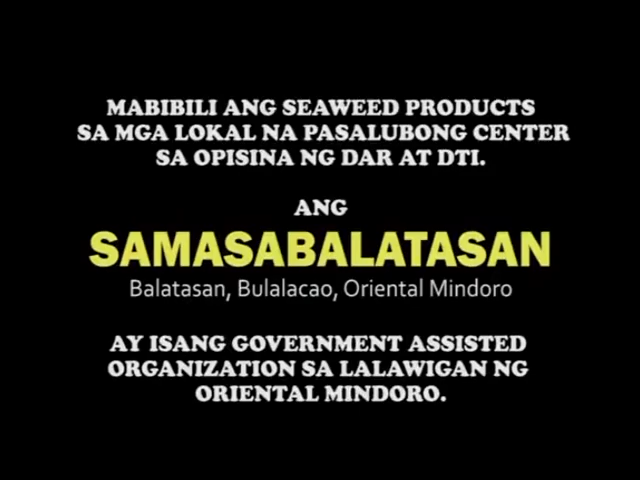 MABIBILI ANG SEAWEED PRODUCTS
SA MGA LOKAL NA PASALUBONG CENTER
SA OPISINA NG DAR AT DTI.
ANG
SAMASABALATASAN
Balatasan, Bulalacao, Oriental Mindoro
AY ISANG GOVERNMENT ASSISTED
ORGANIZATION SA LALAWIGAN NG
ORIENTAL MINDORO.